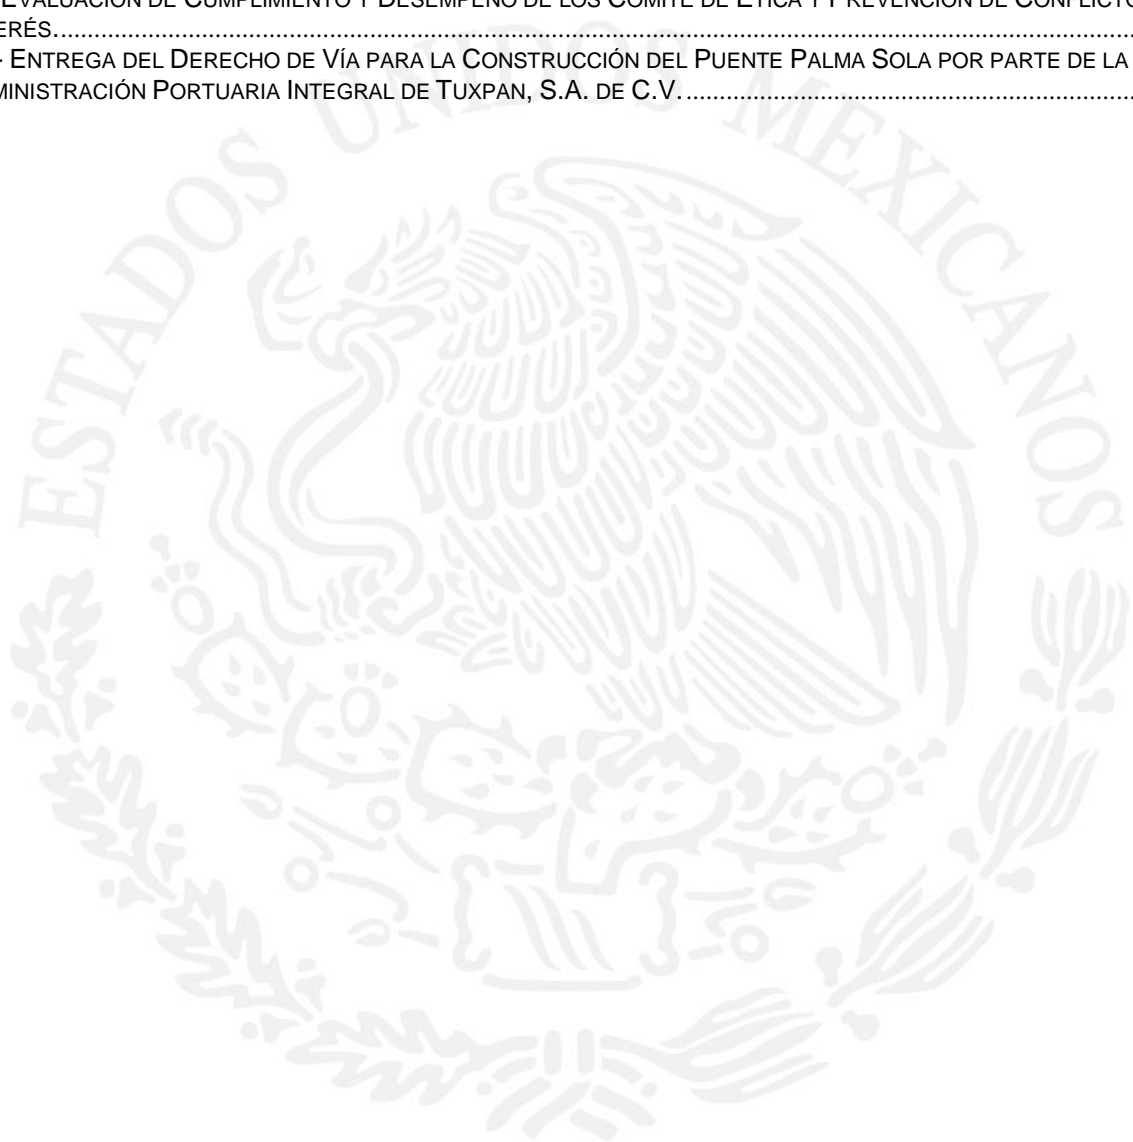 EVALUACIÓN DE CUMPLIMIENTO Y DESEMPEÑO DE LOS COMITÉ DE ÉTICA Y PREVENCIÓN DE CONFLICTO
ERÉS.....................................................................................................................................................
- ENTREGA DEL DERECHO DE VÍA PARA LA CONSTRUCCIÓN DEL PUENTE PALMA SOLA POR PARTE DE LA
MINISTRACIÓN PORTUARIA INTEGRAL DE TUXPAN, S.A. DE C.V. ..............................................................
ESTADOS UNIDOS MEXICANOS